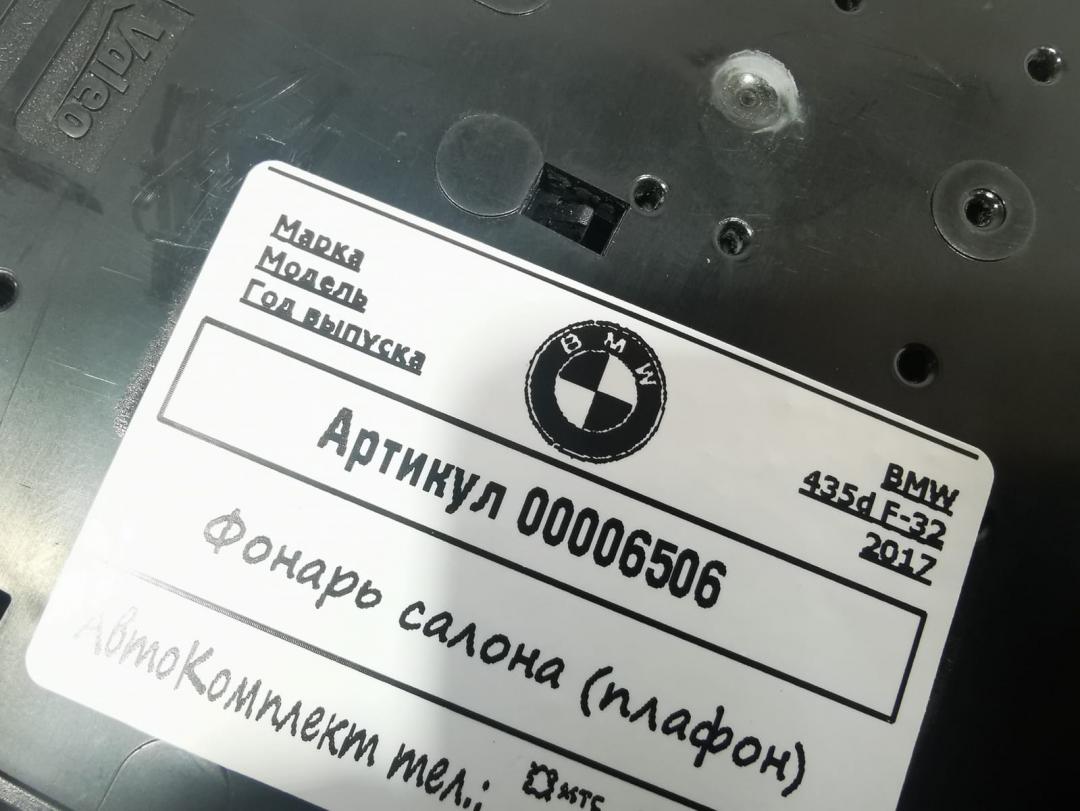 Valeo
Марка
Модель
Год выпуска
BMW
BMW
435d F-32
2017
Артикул 00006506
Фонарь салона (плафон)
АвтоКомплект тел.:
МТС